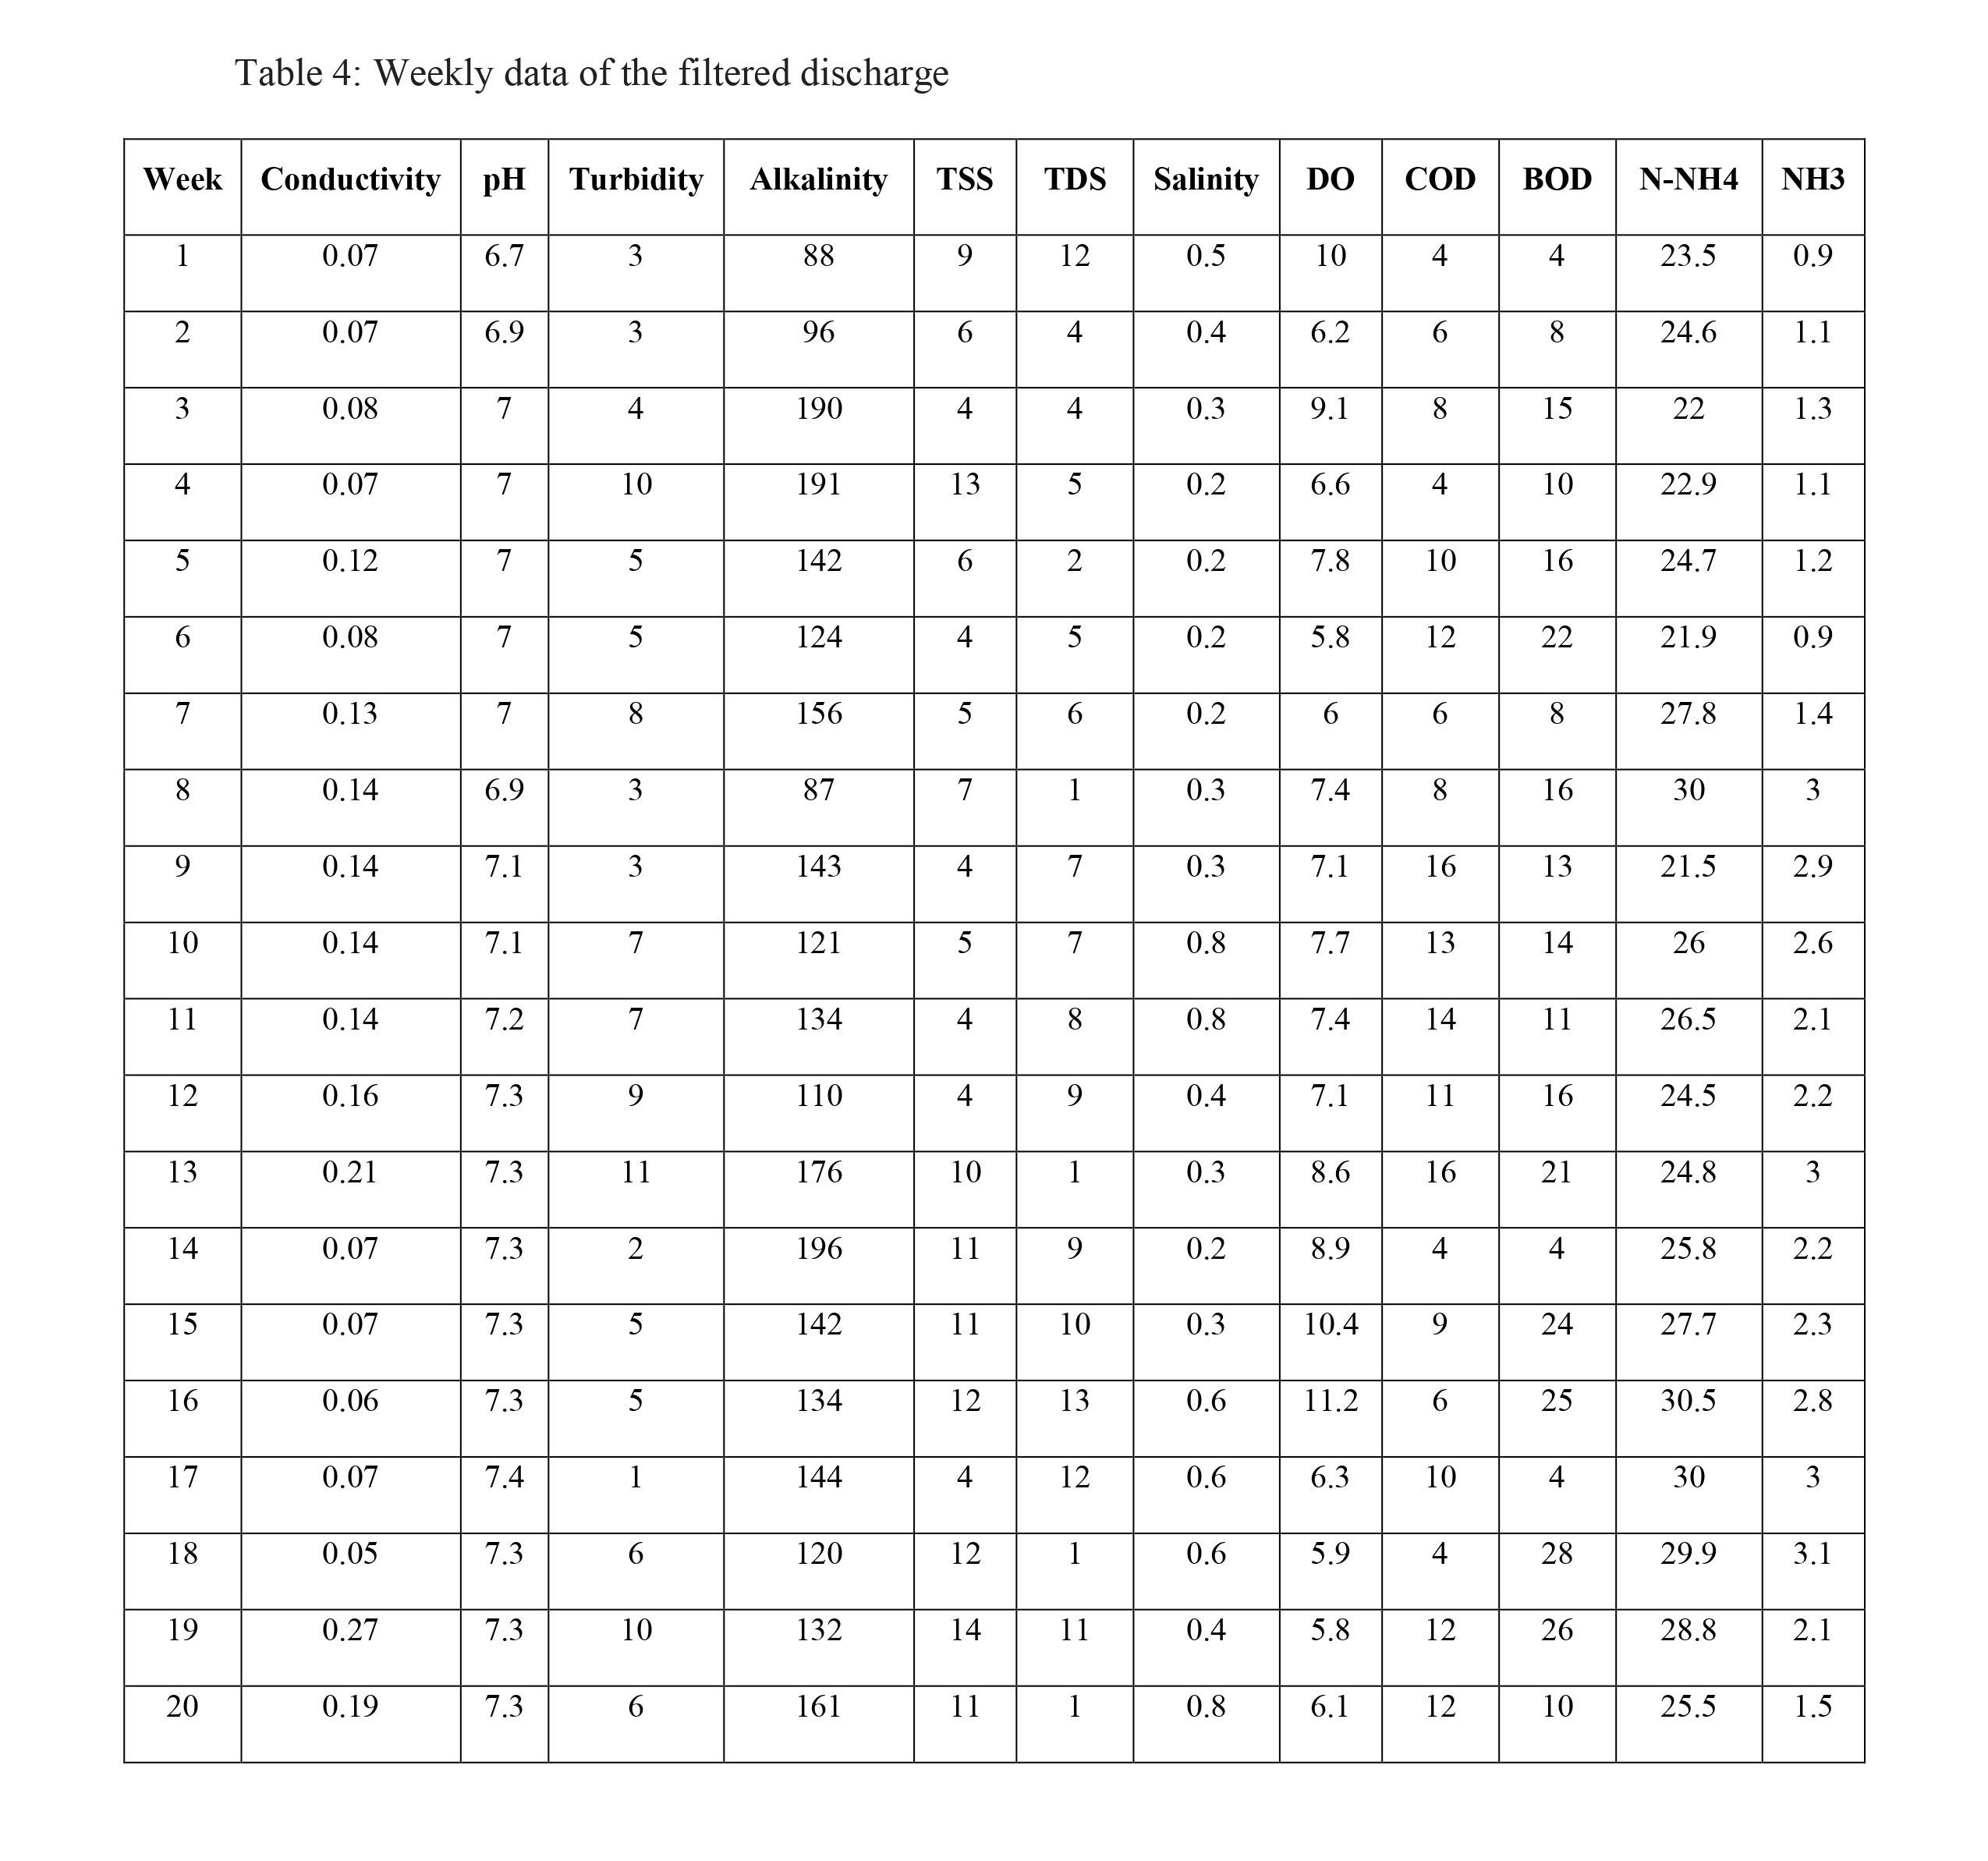 Table 4: Weekly data of the filtered discharge
Week Conductivity pH Turbidity Alkalinity TSS TDS Salinity DO COD BOD N-NH4 NH3
1 0.07 6.7 3 88 9 12 0.5 10 4 4 23.5 0.9
2 0.07 6.9 3 96 6 4 0.4 6.2 6 8 24.6 1.1
3 0.08 7 4 190 4 4 0.3 9.1 8 15 22 1.3
4 0.07 7 10 191 13 5 0.2 6.6 4 10 22.9 1.1
5 0.12 7 5 142 6 2 0.2 7.8 10 16 24.7 1.2
6 0.08 7 5 124 4 5 0.2 5.8 12 22 21.9 0.9
7 0.13 7 8 156 5 6 0.2 6 6 8 27.8 1.4
8 0.14 6.9 3 87 7 1 0.3 7.4 8 16 30 3
9 0.14 7.1 3 143 4 7 0.3 7.1 16 13 21.5 2.9
10 0.14 7.1 7 121 5 7 0.8 7.7 13 14 26 2.6
11 0.14 7.2 7 134 4 8 0.8 7.4 14 11 26.5 2.1
12 0.16 7.3 9 110 4 9 0.4 7.1 11 16 24.5 2.2
13 0.21 7.3 11 176 10 1 0.3 8.6 16 21 24.8 3
14 0.07 7.3 2 196 11 9 0.2 8.9 4 4 25.8 2.2
15 0.07 7.3 5 142 11 10 0.3 10.4 9 24 27.7 2.3
16 0.06 7.3 5 134 12 13 0.6 11.2 6 25 30.5 2.8
17 0.07 7.4 1 144 4 12 0.6 6.3 10 4 30 3
18 0.05 7.3 6 120 12 1 0.6 5.9 4 28 29.9 3.1
19 0.27 7.3 10 132 14 11 0.4 5.8 12 26 28.8 2.1
20 0.19 7.3 6 161 11 1 0.8 6.1 12 10 25.5 1.5